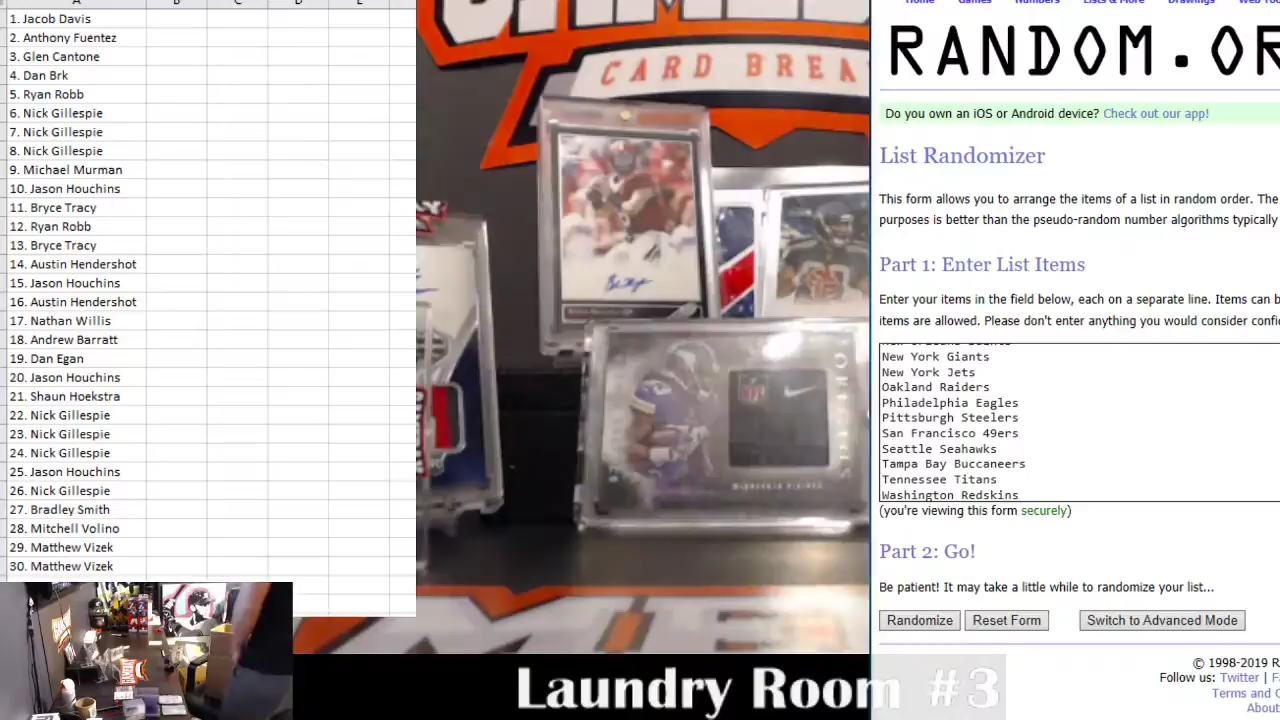 1. Jacob Davis
2. Anthony Fuentez
3. Glen Cantone
4. Dan Brk
5. Ryan Robb
6. Nick Gillespie
7. Nick Gillespie
8. Nick Gillespie
9. Michael Murman
10. Jason Houchins
11. Bryce Tracy
12. Ryan Robb
13. Bryce Tracy
14. Austin Hendershot
15. Jason Houchins
16. Austin Hendershot
17. Nathan Willis
18. Andrew Barratt
19. Dan Egan
20. Jason Houchins
21. Shaun Hoekstra
22. Nick Gillespie
23. Nick Gillespie
24. Nick Gillespie
25. Jason Houchins
26. Nick Gillespie
27. Bradley Smith
28. Mitchell Volino
29. Matthew Vizek
30. Matthew Vizek
CARD BREA
Laundry Room #3
Home Games Numbers Lists & More Drawings
RANDOM.OR
Do you own an iOS or Android device? Check out our app!
List Randomizer
This form allows you to arrange the items of a list in random order. The
purposes is better than the pseudo-random number algorithms typically
Part 1: Enter List Items
Enter your items in the field below, each on a separate line. Items can b
items are allowed. Please don't enter anything you would consider confi
New York Giants
New York Jets
Oakland Raiders
Philadelphia Eagles
Pittsburgh Steelers
San Francisco 49ers
Seattle Seahawks
Tampa Bay Buccaneers
Tennessee Titans
Washington Redskins
(you're viewing this form securely)
Part 2: Go!
Be patient! It may take a little while to randomize your list...
Randomize Reset Form Switch to Advanced Mode
© 1998-2019 R
Follow us: Twitter | Fa
Terms and C
About